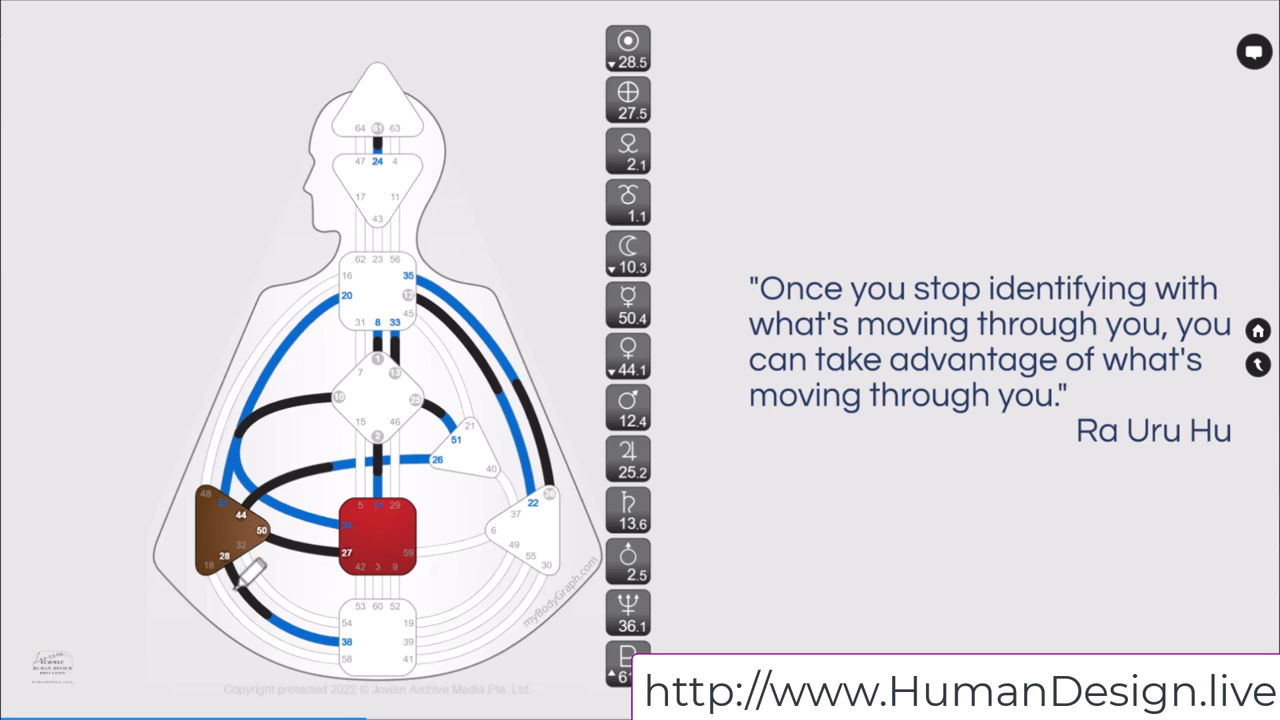 64 61 63
47 24 4
17 11
43
62 23 56
16 35
20 12
45
31 8 33
1
7 13
10 25
15 46
2
21
51
26
40
48 57
44
50
32
28
18
5 14 29
34
27 59
42 3 9
36
22
37
6
49
55
30
53 60 52
54 19
38 39
58 41
28.5
27.5
2.1
1.1
10.3
50.4
44.1
12.4
25.2
13.6
2.5
36.1
"Once you stop identifying with
what's moving through you, you
can take advantage of what's
moving through you."
Ra Uru Hu
myBodyGraph.com
HUMAN DESIGN
Copyright protected 2022 © Jovian Archive Media Pte. Ltd.
http://www.HumanDesign.live